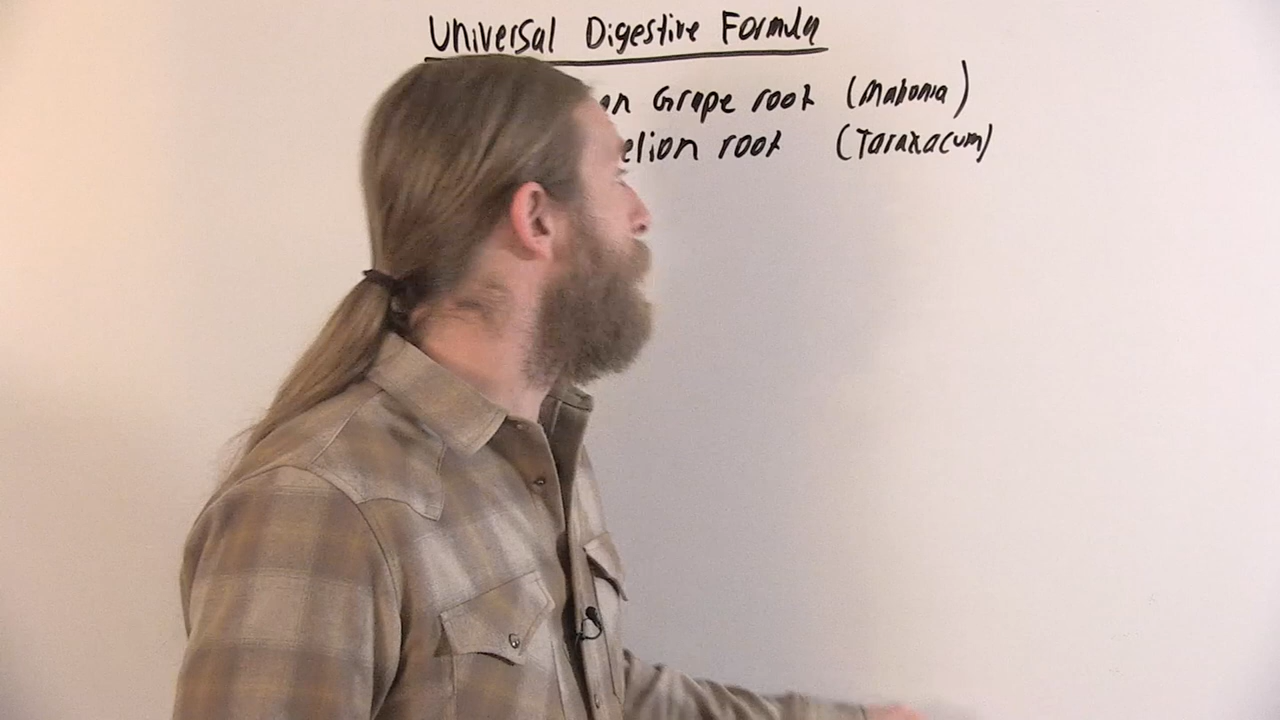 Universal Digestive Formula
an Grape root (Mahonia)
elion root (Taraxacum)